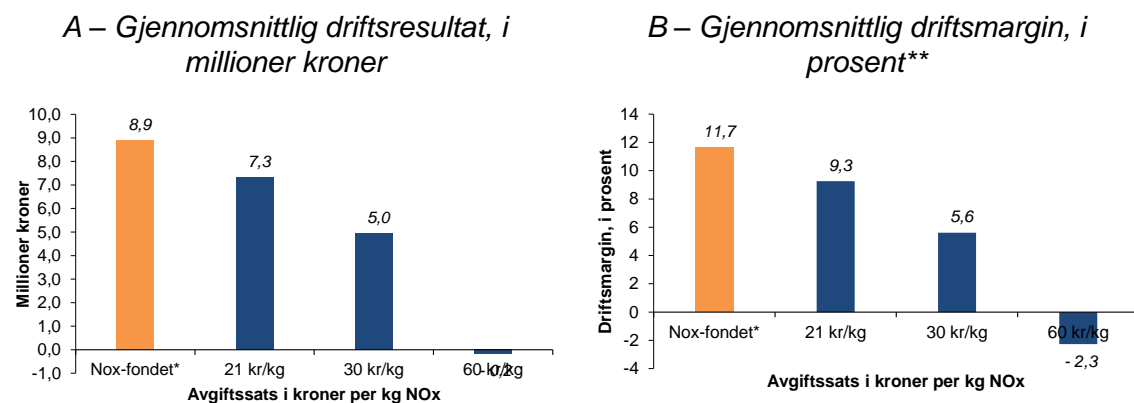 A – Gjennomsnittlig driftsresultat, i
millioner kroner
10,0
9,0
8,0
7,0
6,0
5,0
4,0
3,0
2,0
1,0
0,0
-1,0
Millioner kroner
8,9
7,3
5,0
- 0,2
Nox-fondet*
21 kr/kg
30 kr/kg
60 kr/kg
Avgiftssats i kroner per kg NOx
B – Gjennomsnittlig driftsmargin, i
prosent**
14
12
10
8
6
4
2
0
-2
-4
Driftsmargin, i prosent
11,7
9,3
5,6
- 2,3
Nox-fondet*
21 kr/kg
30 kr/kg
60 kr/kg
Avgiftssats i kroner per kg NOx